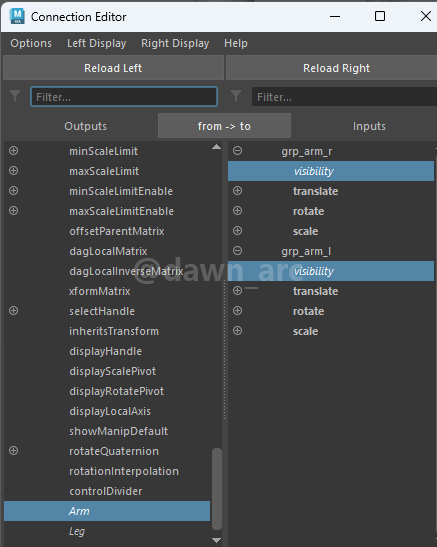 Connection Editor
Options Left Display Right Display Help
Reload Left Reload Right
Filter... Filter...
Outputs from -> to Inputs
minScaleLimit
maxScaleLimit
minScaleLimitEnable
maxScaleLimitEnable
offsetParentMatrix
dagLocalMatrix
dagLocalInverseMatrix
xformMatrix
selectHandle
inheritsTransform
displayHandle
displayScalePivot
displayRotatePivot
displayLocalAxis
showManipDefault
rotateQuaternion
rotationInterpolation
controlDivider
Arm
Leg
grp_arm_r
visibility
translate
rotate
scale
grp_arm_l
visibility
translate
rotate
scale
@dawn_arc